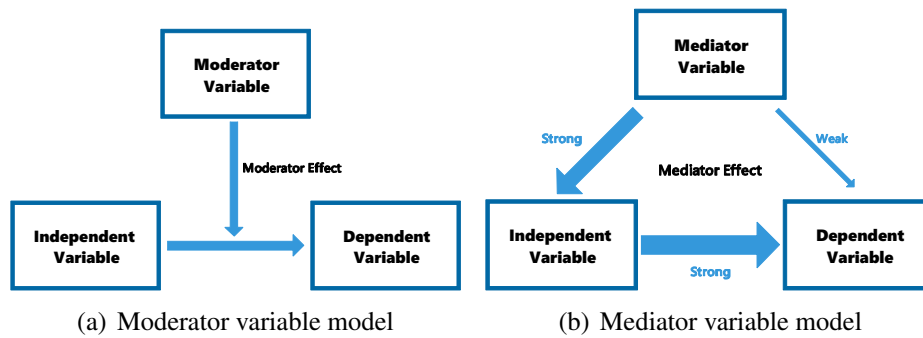 Moderator
Variable
Moderator Effect
Independent
Variable
Dependent
Variable
(a) Moderator variable model
Mediator
Variable
Strong
Weak
Mediator Effect
Independent
Variable
Strong
Dependent
Variable
(b) Mediator variable model